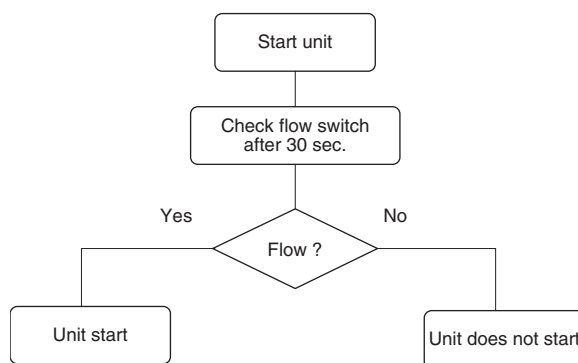 Start unit
Check flow switch
after 30 sec.
Yes
No
Flow ?
Unit start
Unit does not start